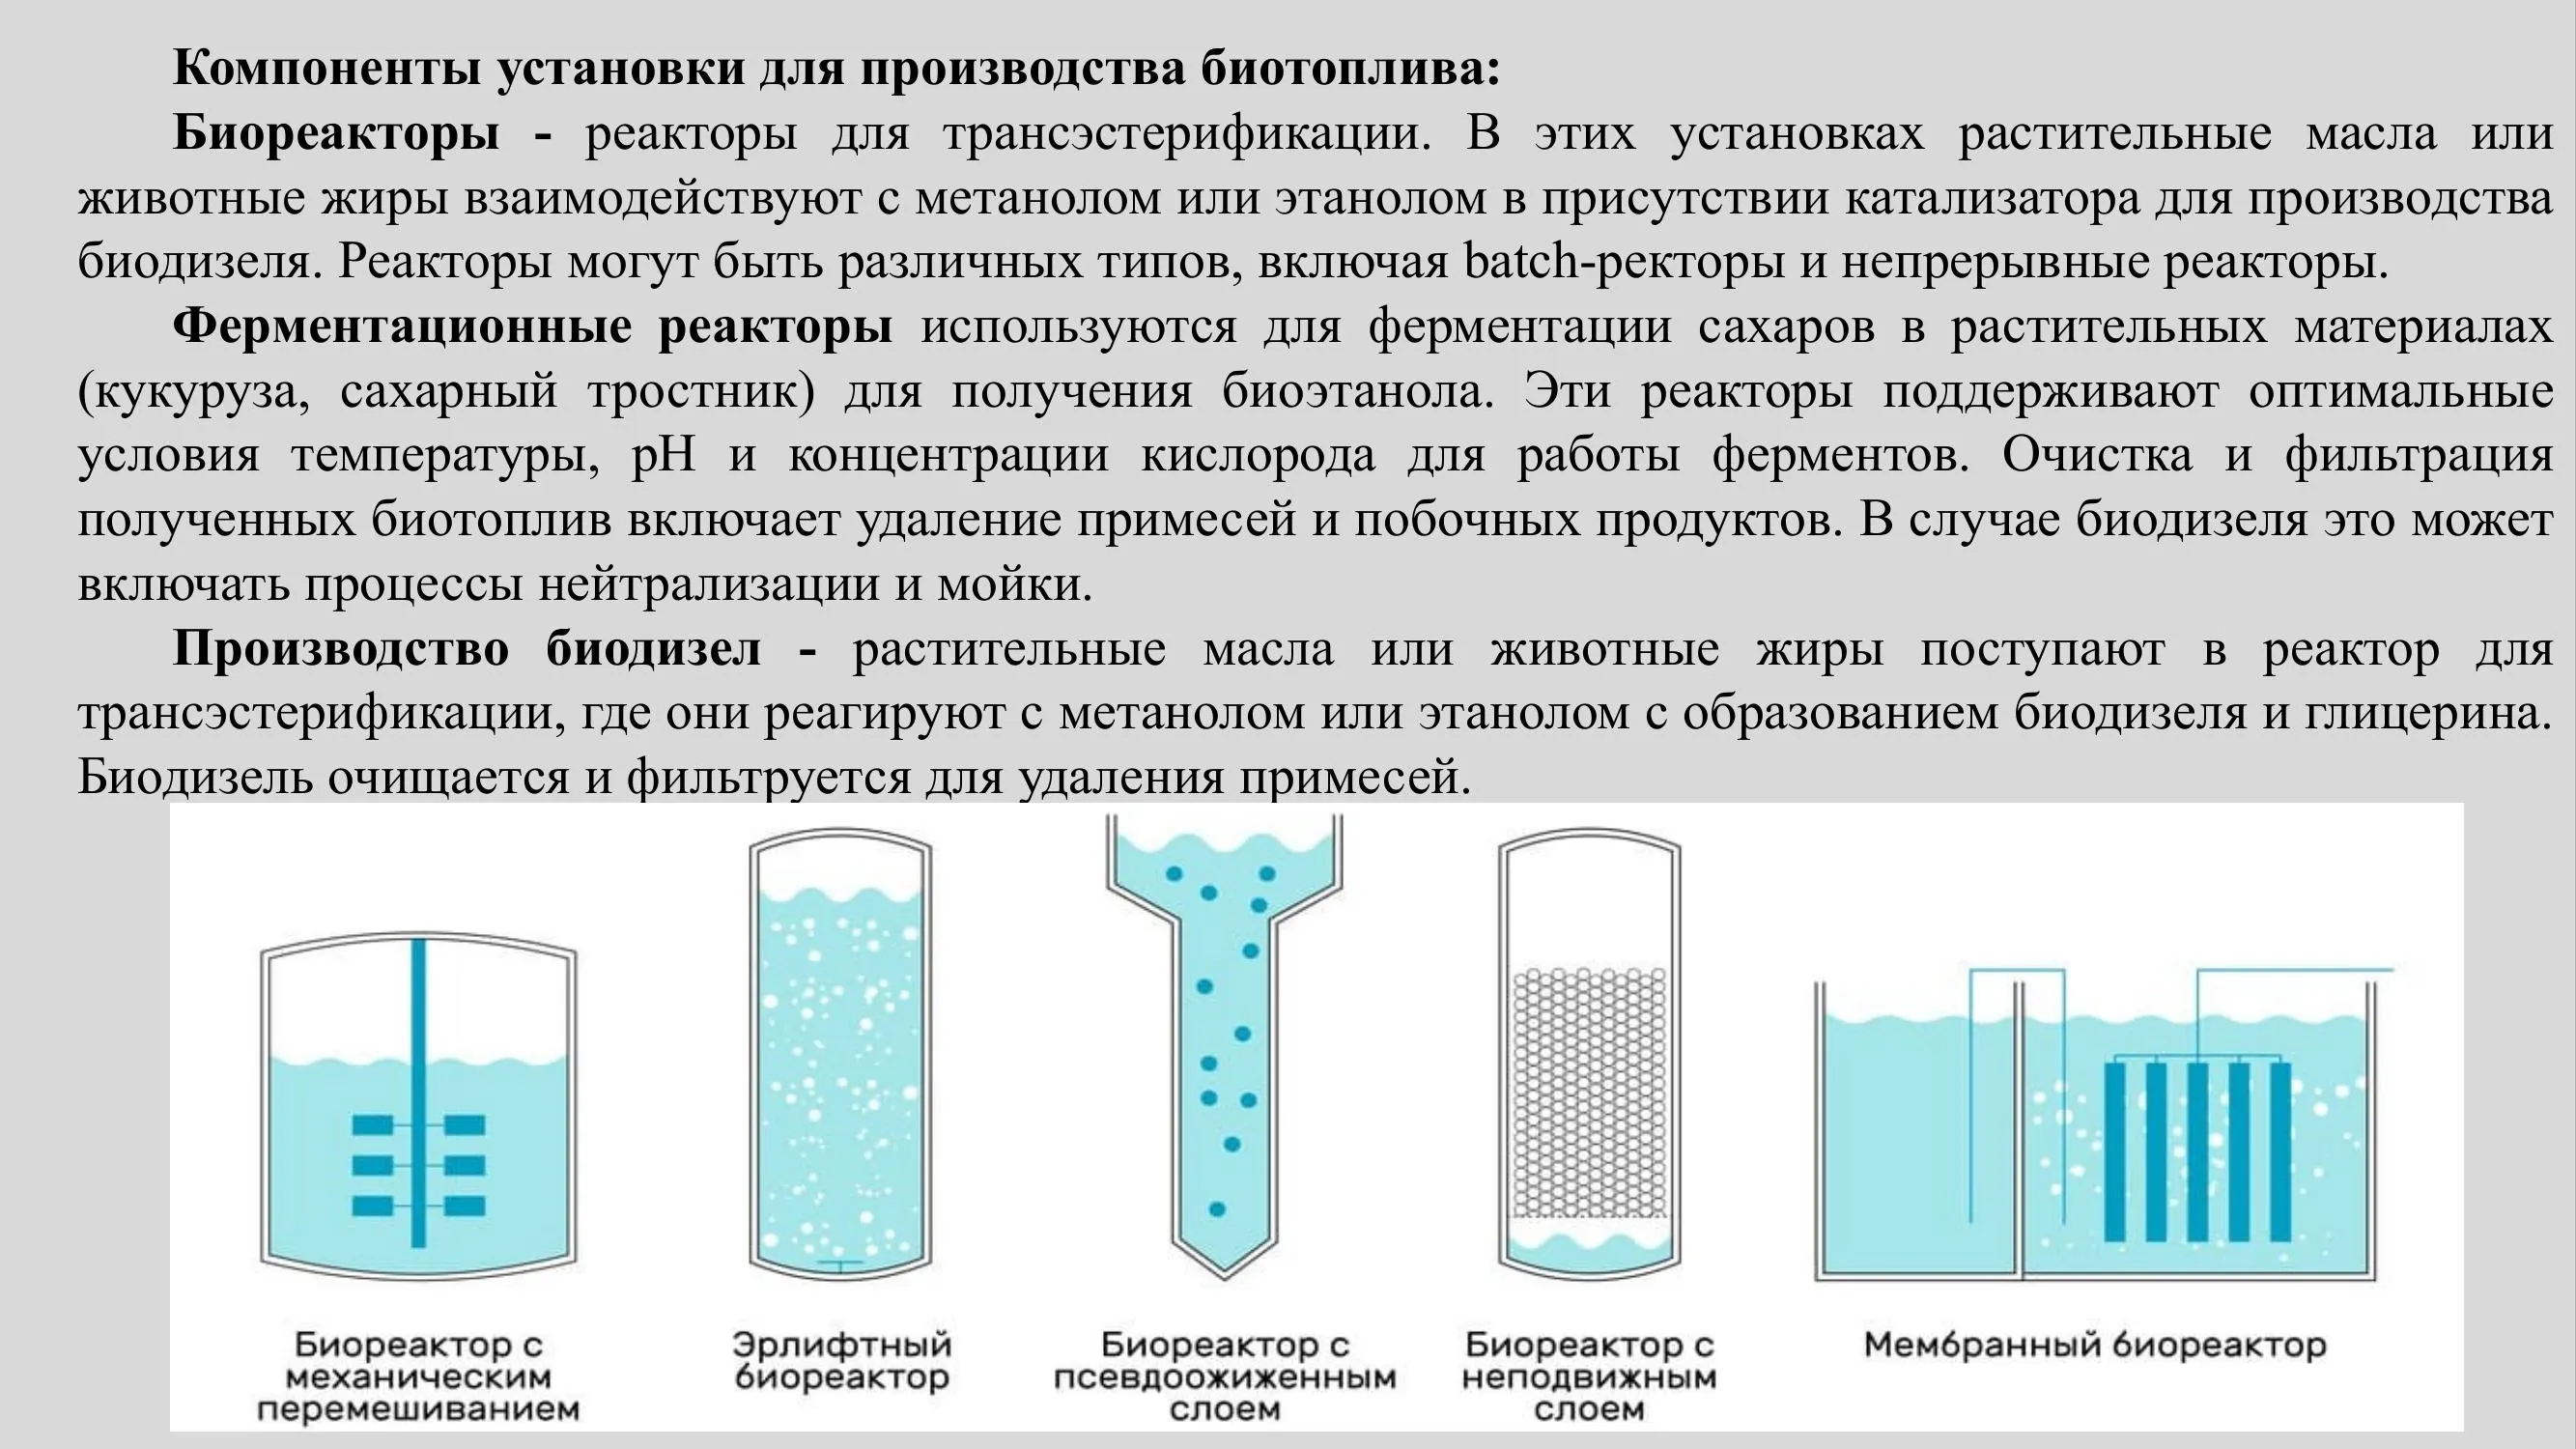 Компоненты установки для производства биотоплива:
Биореакторы - реакторы для трансэстерификации. В этих установках растительные масла или
животные жиры взаимодействуют с метанолом или этанолом в присутствии катализатора для производства
биодизеля. Реакторы могут быть различных типов, включая batch-ректоры и непрерывные реакторы.
Ферментационные реакторы используются для ферментации сахаров в растительных материалах
(кукуруза, сахарный тростник) для получения биоэтанола. Эти реакторы поддерживают оптимальные
условия температуры, pH и концентрации кислорода для работы ферментов. Очистка и фильтрация
полученных биотоплив включает удаление примесей и побочных продуктов. В случае биодизеля это может
включать процессы нейтрализации и мойки.
Производство биодизел - растительные масла или животные жиры поступают в реактор для
трансэстерификации, где они реагируют с метанолом или этанолом с образованием биодизеля и глицерина.
Биодизель очищается и фильтруется для удаления примесей.
Биореактор с
механическим
перемешиванием
Эрлифтный
биореактор
Биореактор с
псевдоожиженным
слоем
Биореактор с
неподвижным
слоем
Мембранный биореактор